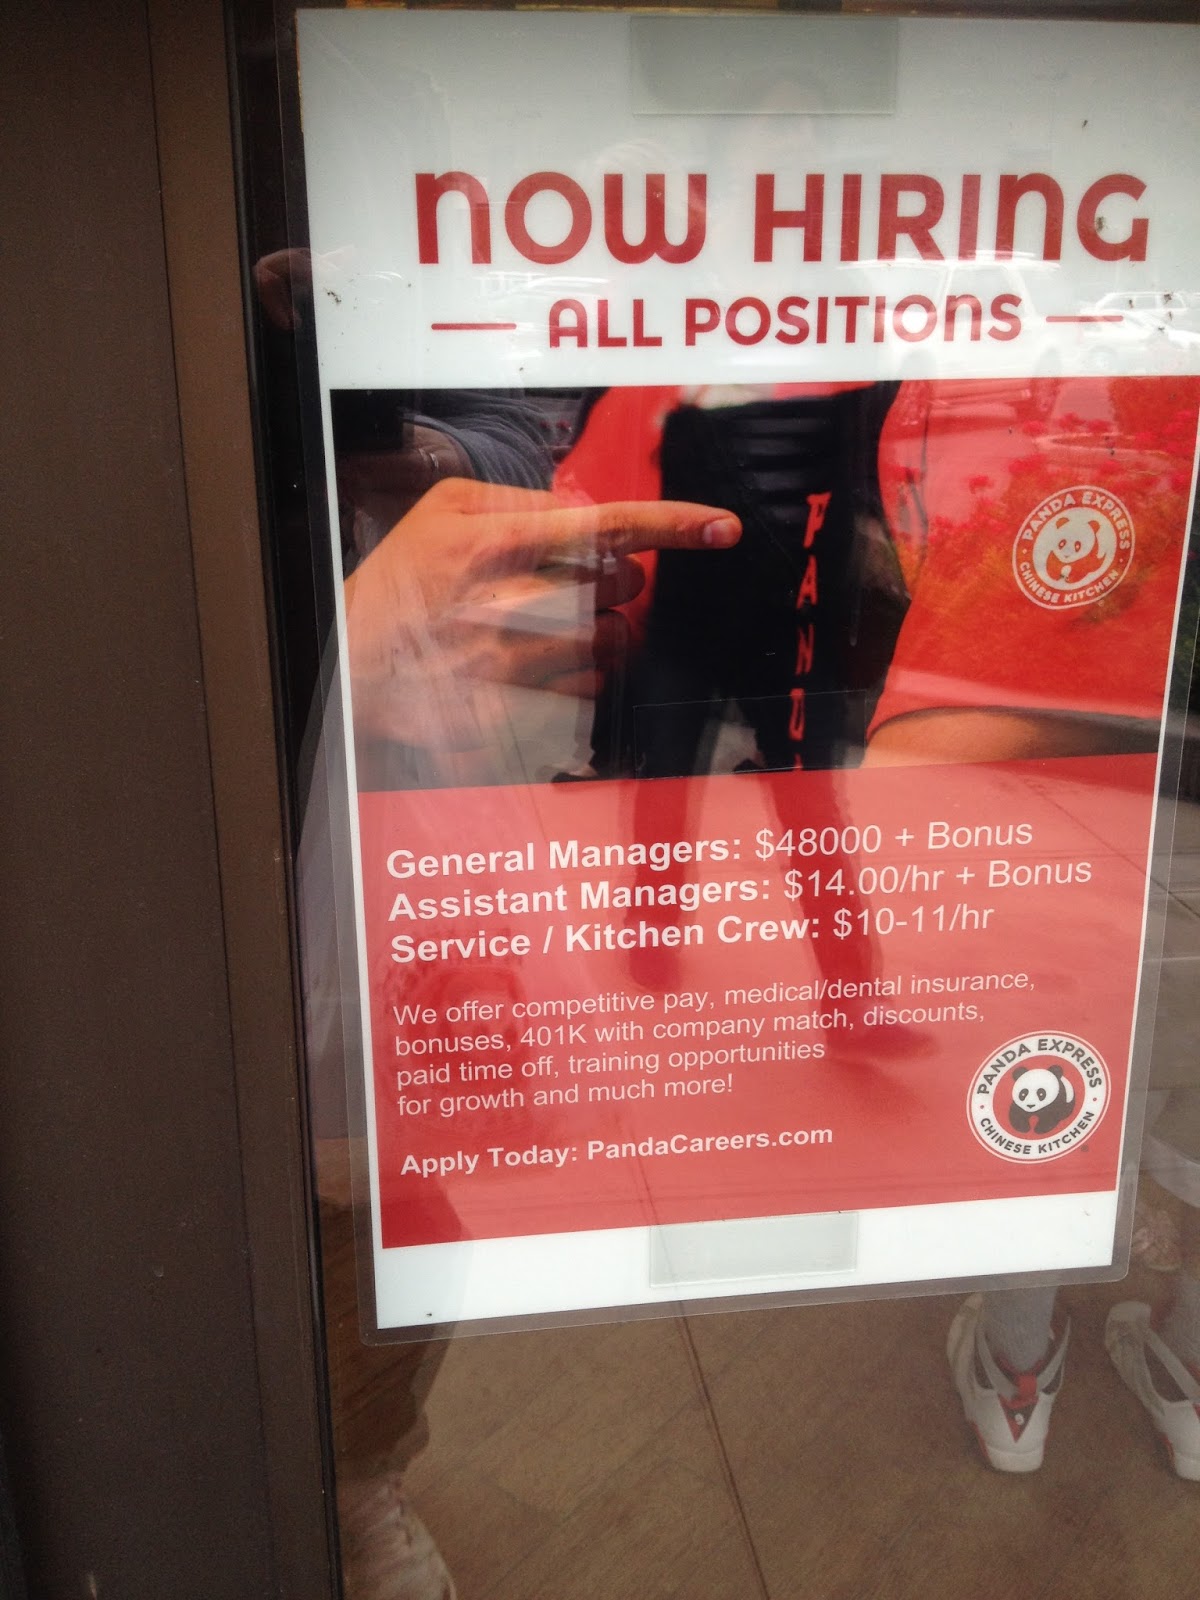 NOW HIRING
ALL POSITIONS
PANDA
PANDA EXPRESS
CHINESE KITCHEN
General Managers: $48000 + Bonus
Assistant Managers: $14.00/hr + Bonus
Service / Kitchen Crew: $10-11/hr
We offer competitive pay, medical/dental insurance,
bonuses, 401K with company match, discounts,
paid time off, training opportunities
for growth and much more!
Apply Today: PandaCareers.com
PANDA EXPRESS
CHINESE KITCHEN